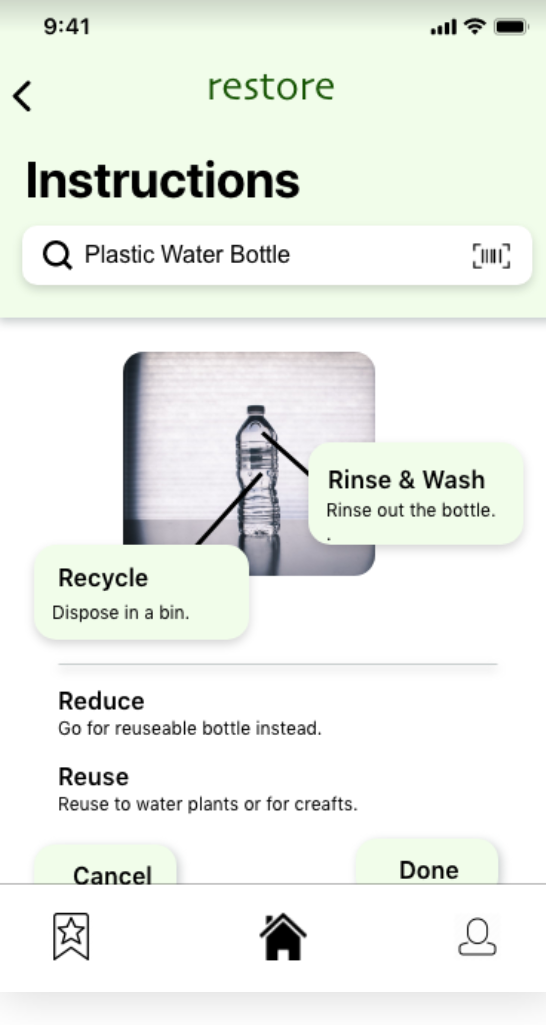 9:41
restore
Instructions
Plastic Water Bottle
Rinse & Wash
Rinse out the bottle.
.
Recycle
Dispose in a bin.
Reduce
Go for reuseable bottle instead.
Reuse
Reuse to water plants or for creafts.
Cancel
Done